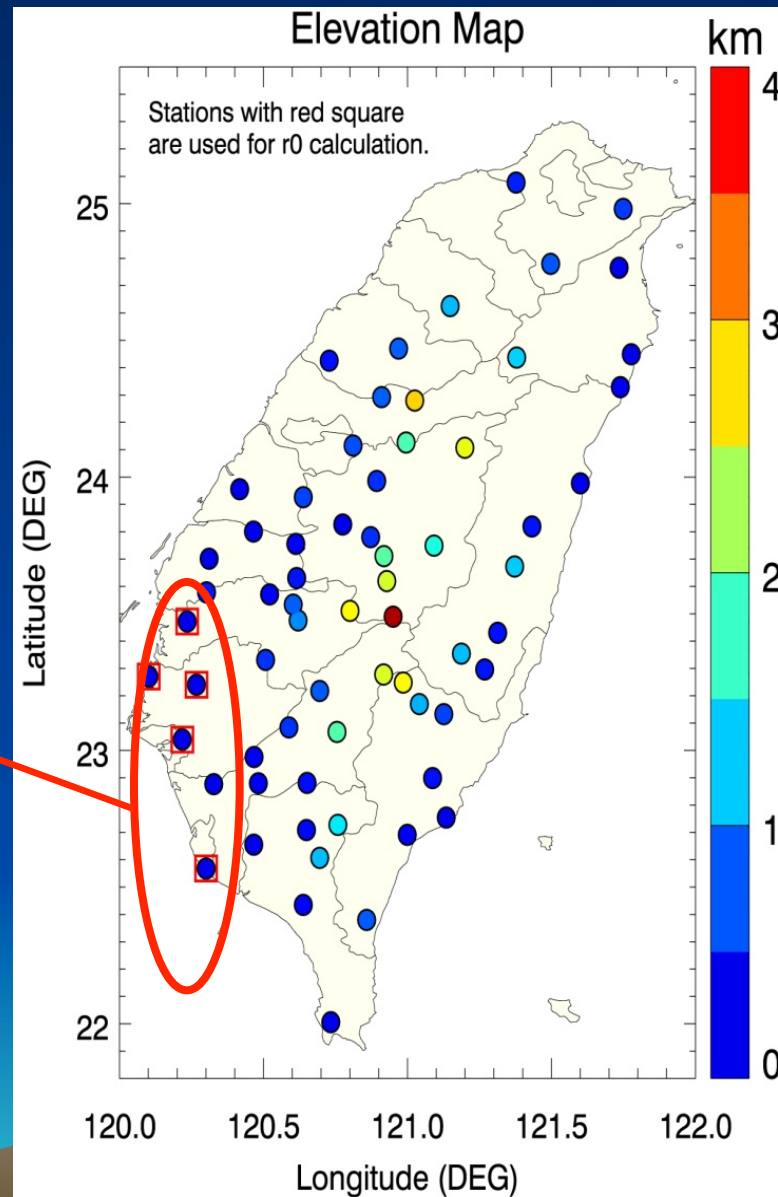 Elevation Map
km
Stations with red square
are used for r0 calculation.
4
3
2
1
0
25
24
23
22
Latitude (DEG)
120.0 120.5 121.0 121.5 122.0
Longitude (DEG)